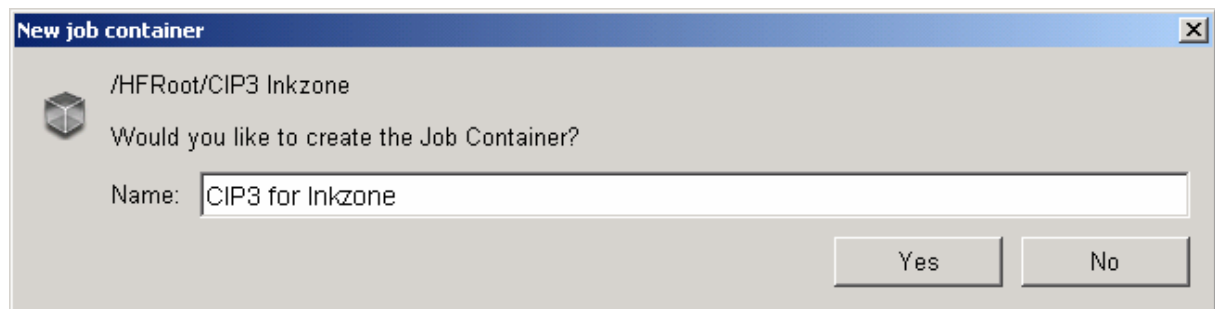 New job container
/HFRoot/CIP3 Inkzone
Would you like to create the Job Container?
Name: CIP3 for Inkzone
Yes No